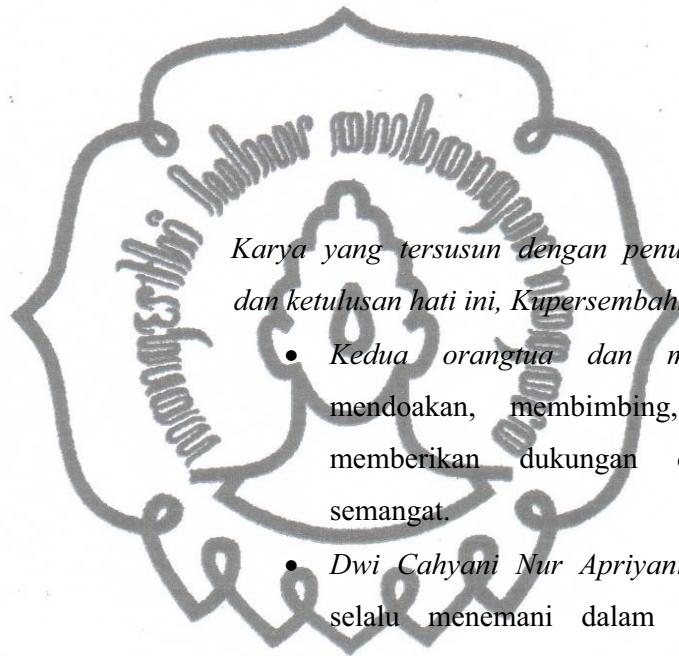 Karya yang tersusun dengan penu
dan ketulusan hati ini, Kupersembah
• Kedua orangtua dan m
mendoakan, membimbing,
memberikan dukungan
semangat.
• Dwi Cahyani Nur Apriyan
selalu menemani dalam